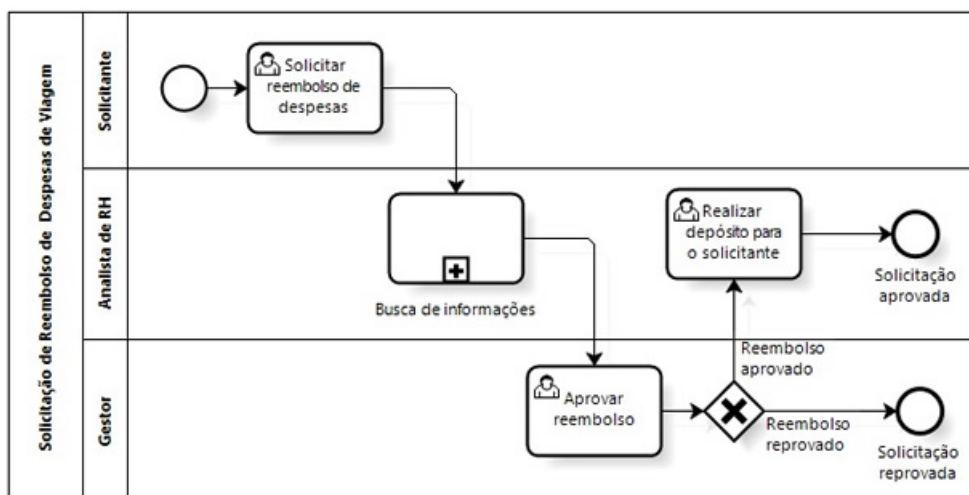 Solicitação de Reembolso de Despesas de Viagem
Solicitante
Solicitar
reembolso de
despesas
Analista de RH
Busca de informações
Realizar
depósito para
o solicitante
Solicitação
aprovada
Gestor
Aprovar
reembolso
Reembolso
aprovado
Reembolso
reprovado
Solicitação
reprovada